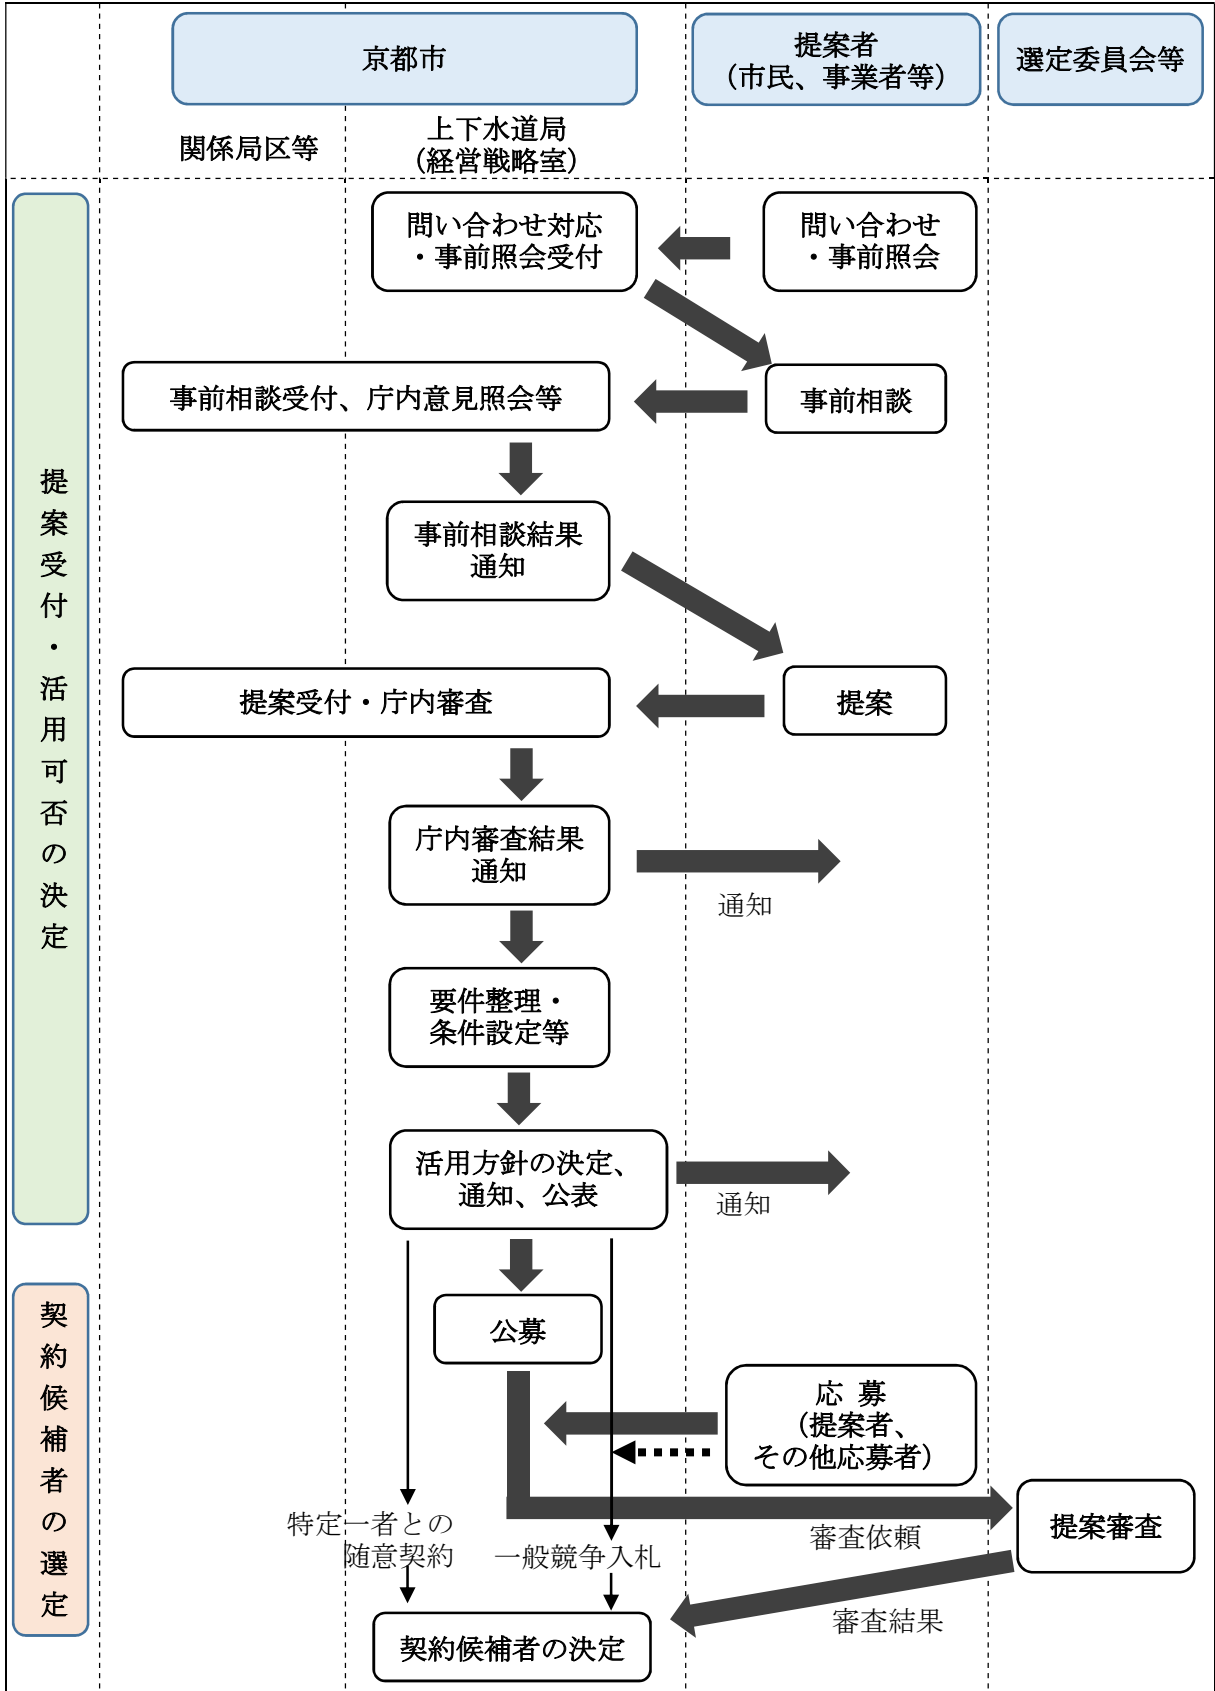 京都市
提案者
（市民、事業者等）
選定委員会等
関係局区等
上下水道局
（経営戦略室）
提案受付・活用可否の決定
問い合わせ対応
・事前照会受付
問い合わせ
・事前照会
事前相談受付、庁内意見照会等
事前相談
事前相談結果
通知
提案受付・庁内審査
提案
庁内審査結果
通知
通知
要件整理・
条件設定等
活用方針の決定、
通知、公表
通知
契約候補者の選定
公募
応 募
（提案者、
その他応募者）
特定一者との
随意契約
一般競争入札
審査依頼
提案審査
審査結果
契約候補者の決定